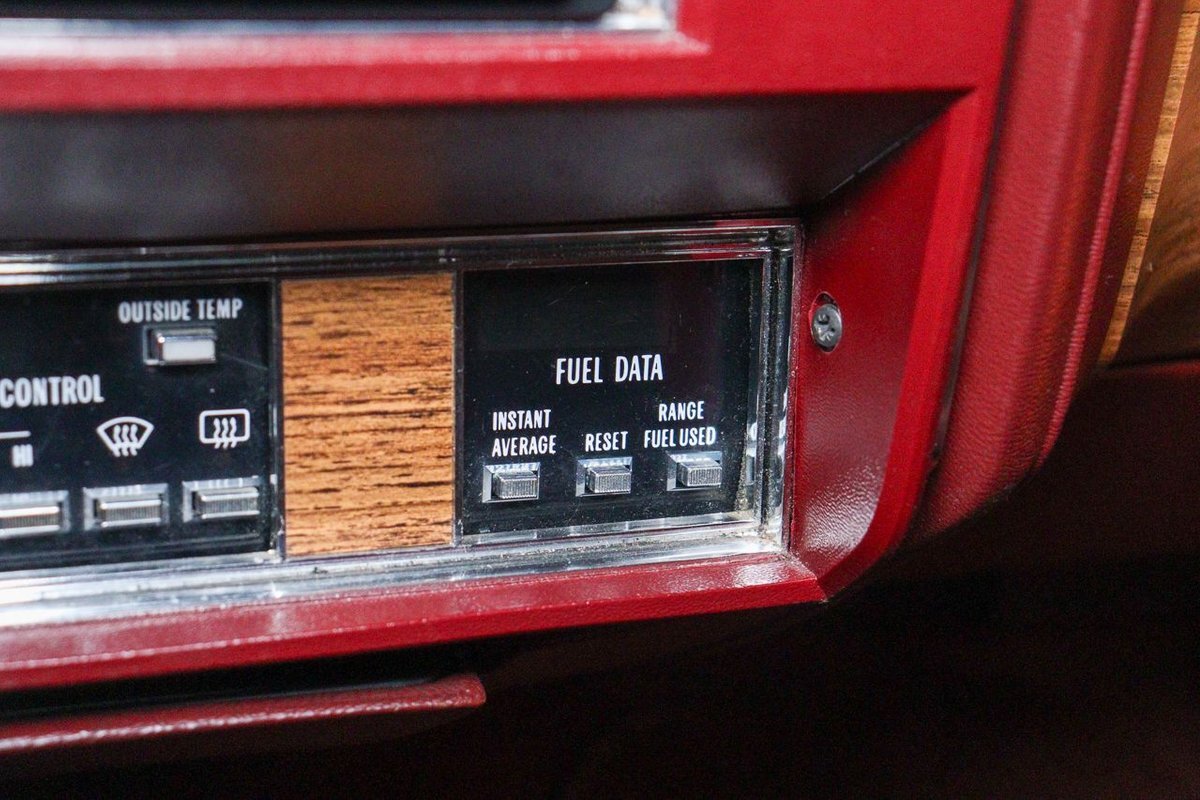 OUTSIDE TEMP
CONTROL
HI
FUEL DATA
INSTANT
AVERAGE
RESET
RANGE
FUEL USED